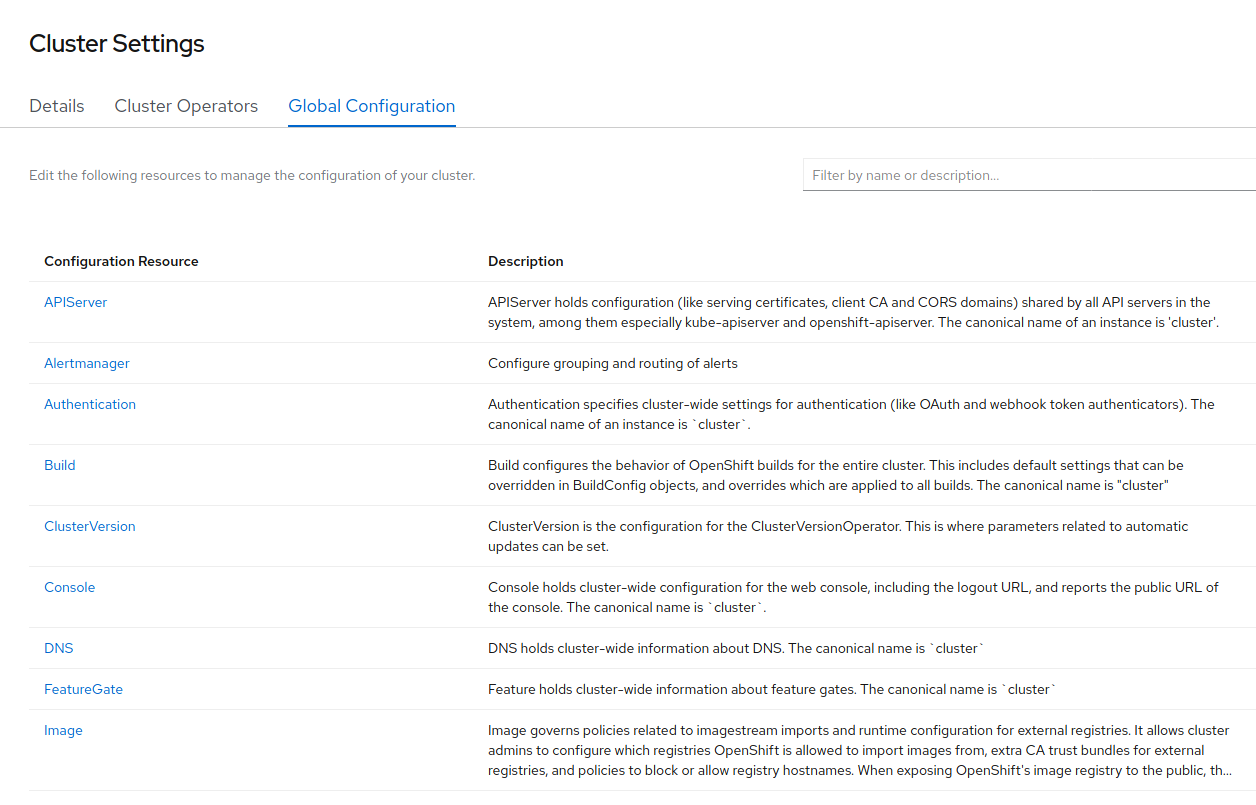 Cluster Settings
Details Cluster Operators Global Configuration
Edit the following resources to manage the configuration of your cluster.
Filter by name or description...
Configuration Resource Description
APIServer APIServer holds configuration (like serving certificates, client CA and CORS domains) shared by all API servers in the
system, among them especially kube-apiserver and openshift-apiserver. The canonical name of an instance is 'cluster'.
Alertmanager Configure grouping and routing of alerts
Authentication Authentication specifies cluster-wide settings for authentication (like OAuth and webhook token authenticators). The
canonical name of an instance is `cluster`.
Build Build configures the behavior of OpenShift builds for the entire cluster. This includes default settings that can be
overridden in BuildConfig objects, and overrides which are applied to all builds. The canonical name is "cluster"
ClusterVersion ClusterVersion is the configuration for the ClusterVersionOperator. This is where parameters related to automatic
updates can be set.
Console Console holds cluster-wide configuration for the web console, including the logout URL, and reports the public URL of
the console. The canonical name is `cluster`.
DNS DNS holds cluster-wide information about DNS. The canonical name is `cluster`
FeatureGate Feature holds cluster-wide information about feature gates. The canonical name is `cluster`
Image Image governs policies related to imagestream imports and runtime configuration for external registries. It allows cluster
admins to configure which registries OpenShift is allowed to import images from, extra CA trust bundles for external
registries, and policies to block or allow registry hostnames. When exposing OpenShift's image registry to the public, th...